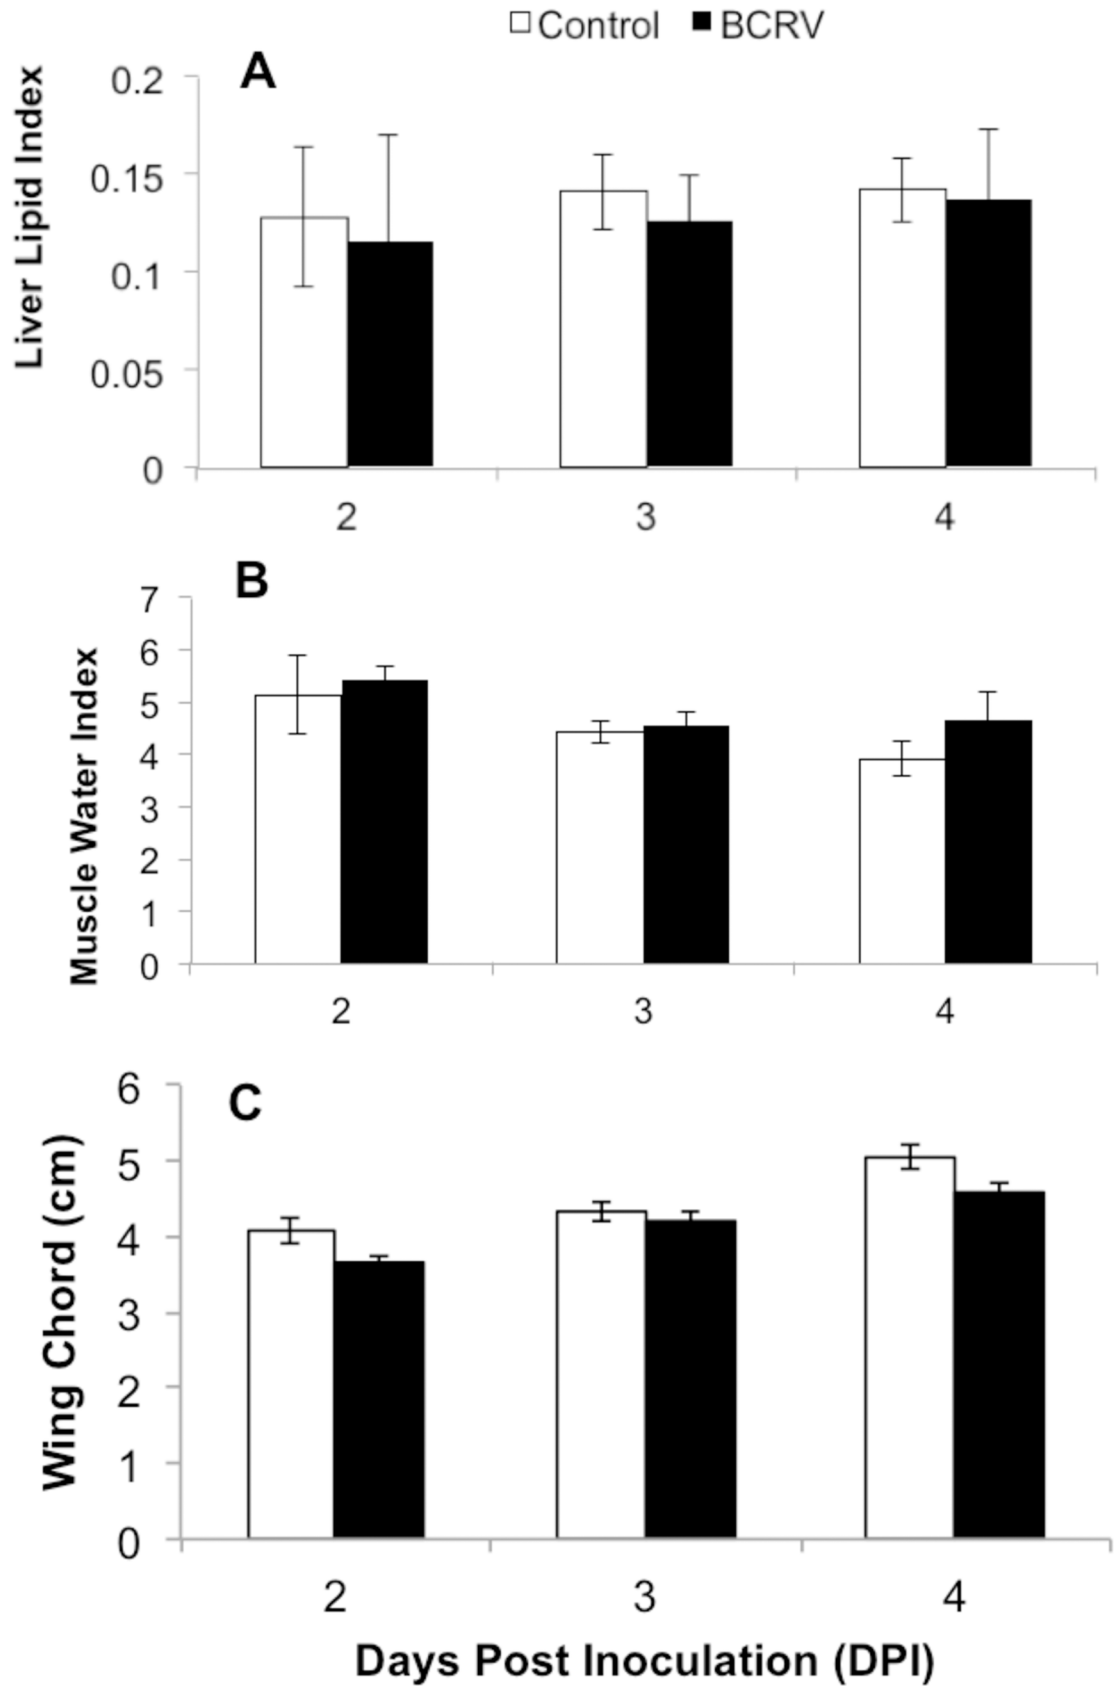 Control BCRV
A
Liver Lipid Index
0.2
0.15
0.1
0.05
0
2 3 4
B
Muscle Water Index
7
6
5
4
3
2
1
0
2 3 4
C
Wing Chord (cm)
6
5
4
3
2
1
0
2 3 4
Days Post Inoculation (DPI)